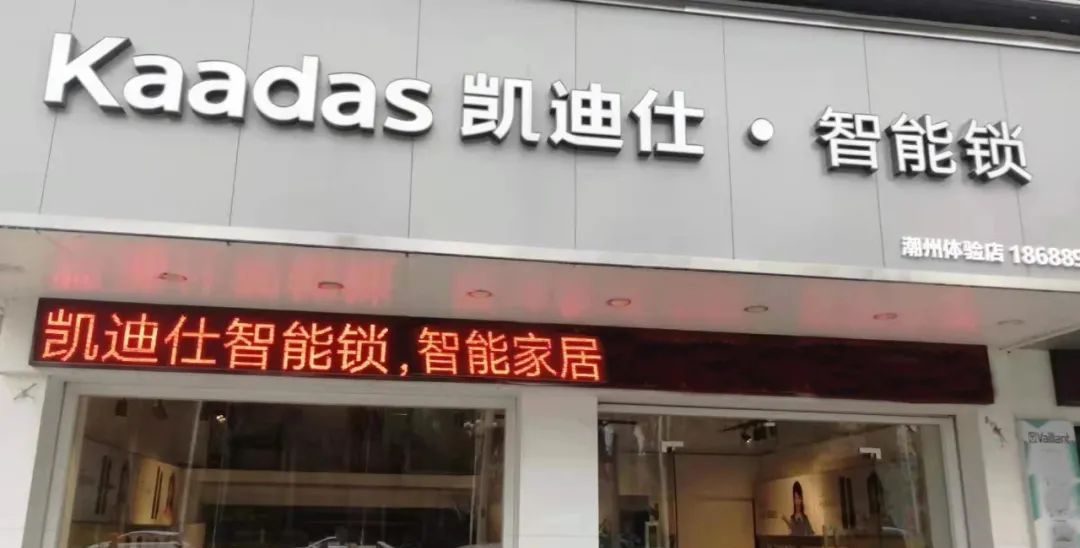 Kaadas 凯迪仕·智能锁
潮州体验店 18688
凯迪仕智能锁,智能家居
Vaillant